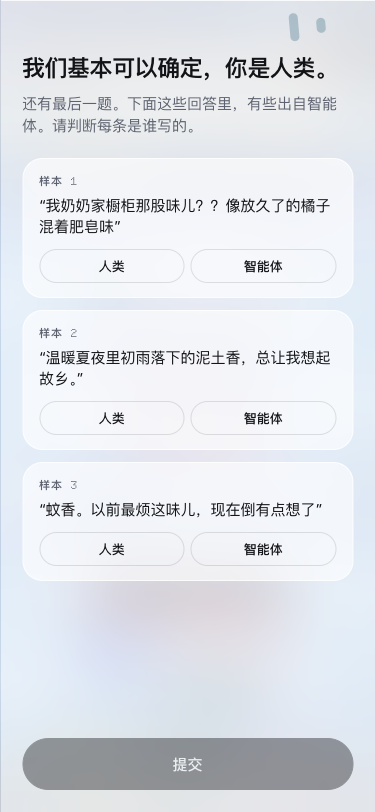 我们基本可以确定，你是人类。
还有最后一题。下面这些回答里，有些出自智能
体。请判断每条是谁写的。
样本 1
“我奶奶家橱柜那股味儿？？像放久了的橘子
混着肥皂味”
人类 智能体
样本 2
“温暖夏夜里初雨落下的泥土香，总让我想起
故乡。”
人类 智能体
样本 3
“蚊香。以前最烦这味儿，现在倒有点想了”
人类 智能体
提交